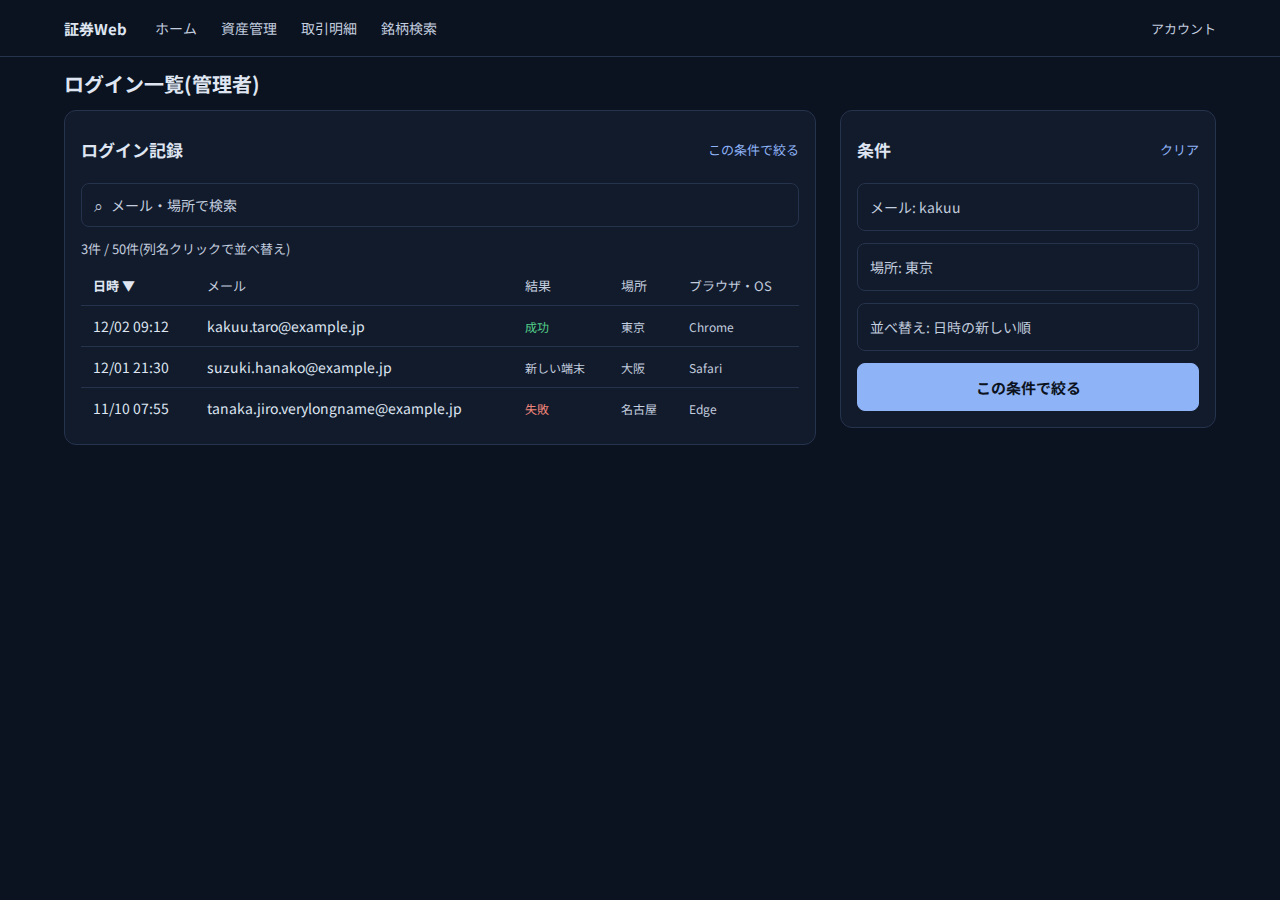 証券Web ホーム 資産管理 取引明細 銘柄検索 アカウント
ログイン一覧(管理者)
ログイン記録 この条件で絞る
⌕ メール・場所で検索
3件 / 50件(列名クリックで並べ替え)
日時 ▼ メール 結果 場所 ブラウザ・OS
12/02 09:12 kakuu.taro@example.jp 成功 東京 Chrome
12/01 21:30 suzuki.hanako@example.jp 新しい端末 大阪 Safari
11/10 07:55 tanaka.jiro.verylongname@example.jp 失敗 名古屋 Edge
条件 クリア
メール: kakuu
場所: 東京
並べ替え: 日時の新しい順
この条件で絞る